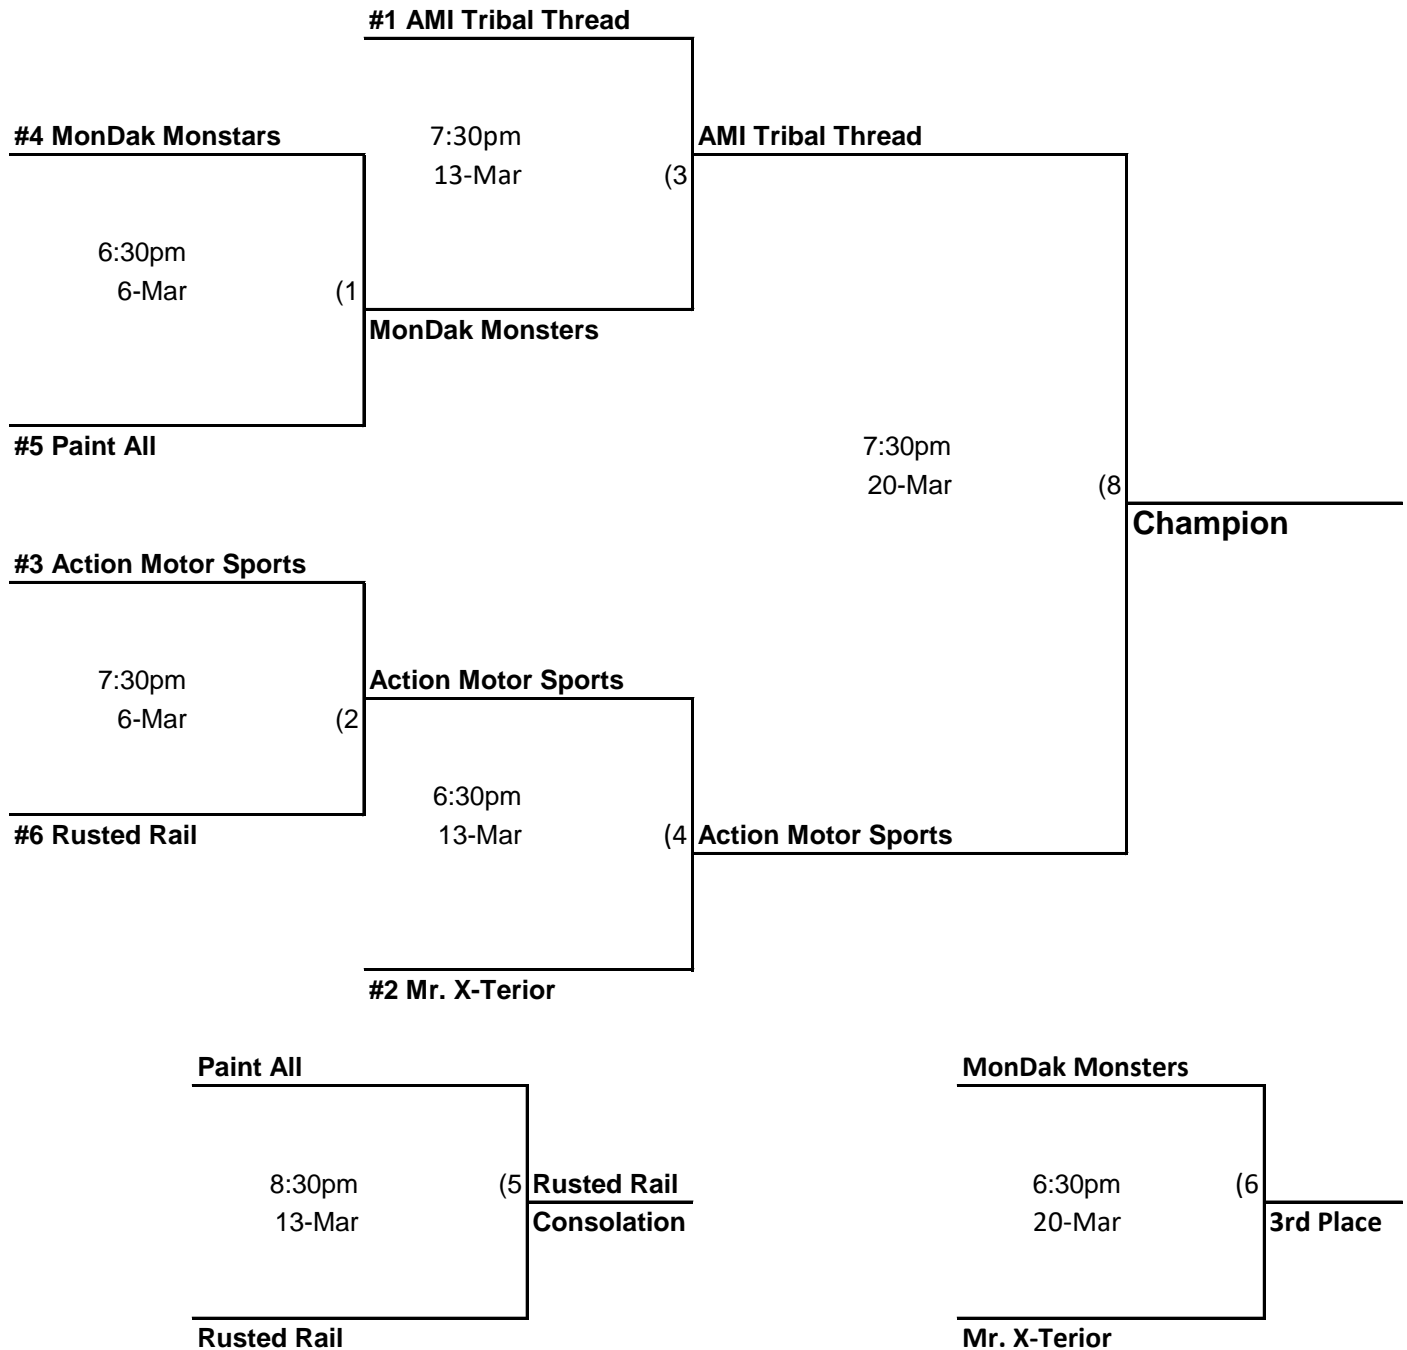 #1 AMI Tribal Thread
#4 MonDak Monstars
7:30pm
AMI Tribal Thread
13-Mar
(3
6:30pm
6-Mar
(1
MonDak Monsters
#5 Paint All
7:30pm
20-Mar
(8
Champion
#3 Action Motor Sports
7:30pm
Action Motor Sports
6-Mar
(2
6:30pm
#6 Rusted Rail
13-Mar
(4
Action Motor Sports
#2 Mr. X-Terior
Paint All
MonDak Monsters
8:30pm
(5
Rusted Rail
6:30pm
(6
13-Mar
Consolation
20-Mar
3rd Place
Rusted Rail
Mr. X-Terior